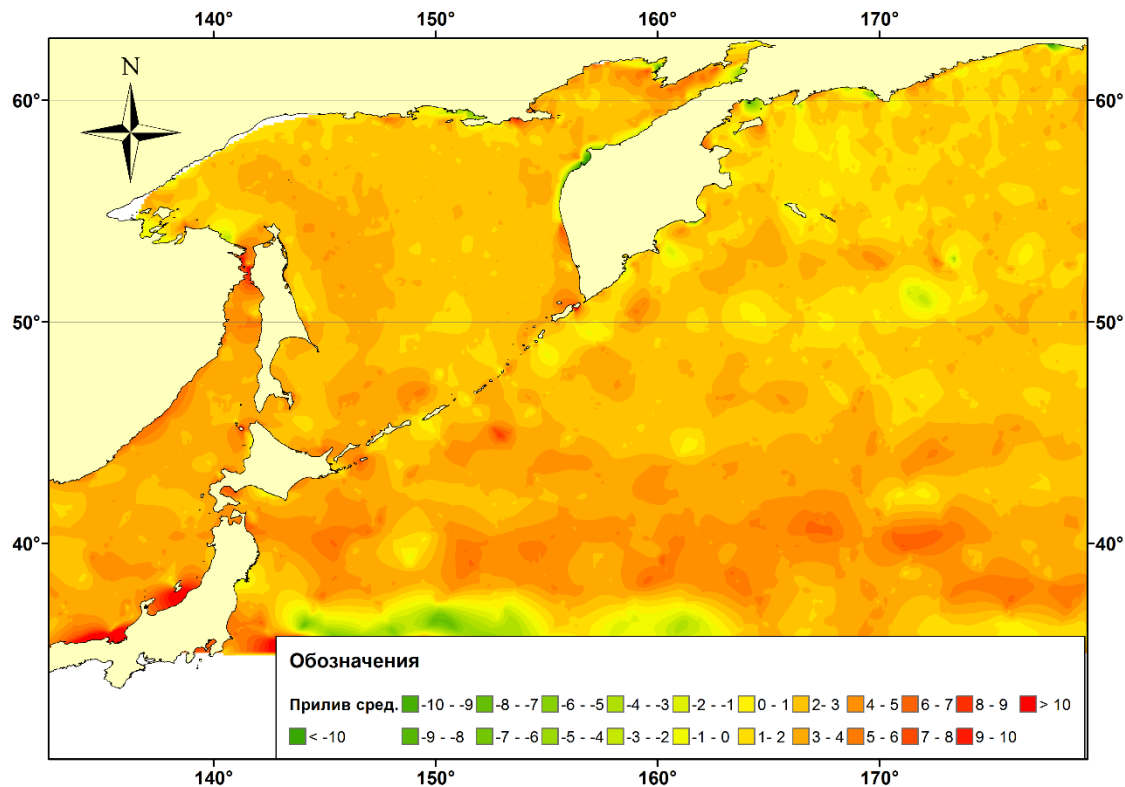 140° 150° 160° 170°
N
60° 60°
50° 50°
40° 40°
Обозначения
Прилив сред. -10 - -9 -8 - -7 -6 - -5 -4 - -3 -2 - -1 0 - 1 2- 3 4 - 5 6 - 7 8 - 9 > 10
< -10 -9 - -8 -7 - -6 -5 - -4 -3 - -2 -1 - 0 1- 2 3 - 4 5 - 6 7 - 8 9 - 10
140° 150° 160° 170°